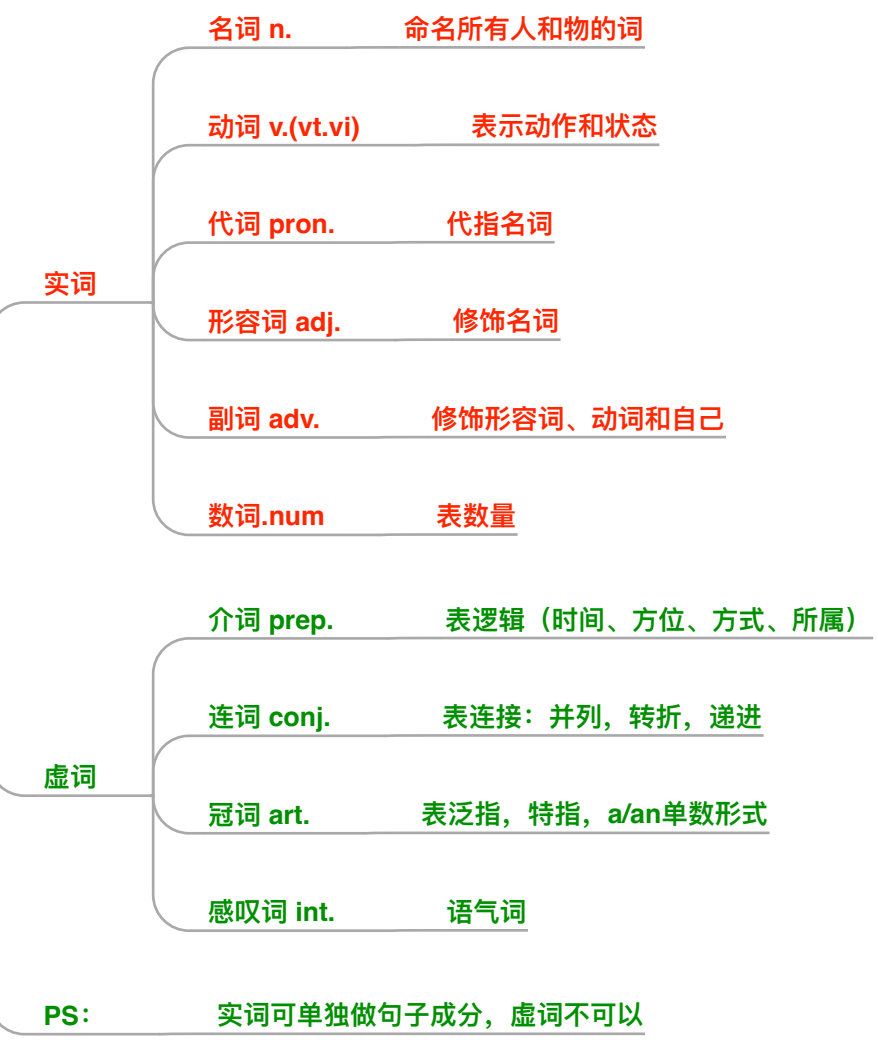 名词 n. 命名所有人和物的词
动词 v.(vt.vi) 表示动作和状态
代词 pron. 代指名词
实词
形容词 adj. 修饰名词
副词 adv. 修饰形容词、动词和自己
数词.num 表数量
介词 prep. 表逻辑（时间、方位、方式、所属）
连词 conj. 表连接：并列，转折，递进
虚词
冠词 art. 表泛指，特指，a/an单数形式
感叹词 int. 语气词
PS： 实词可单独做句子成分，虚词不可以